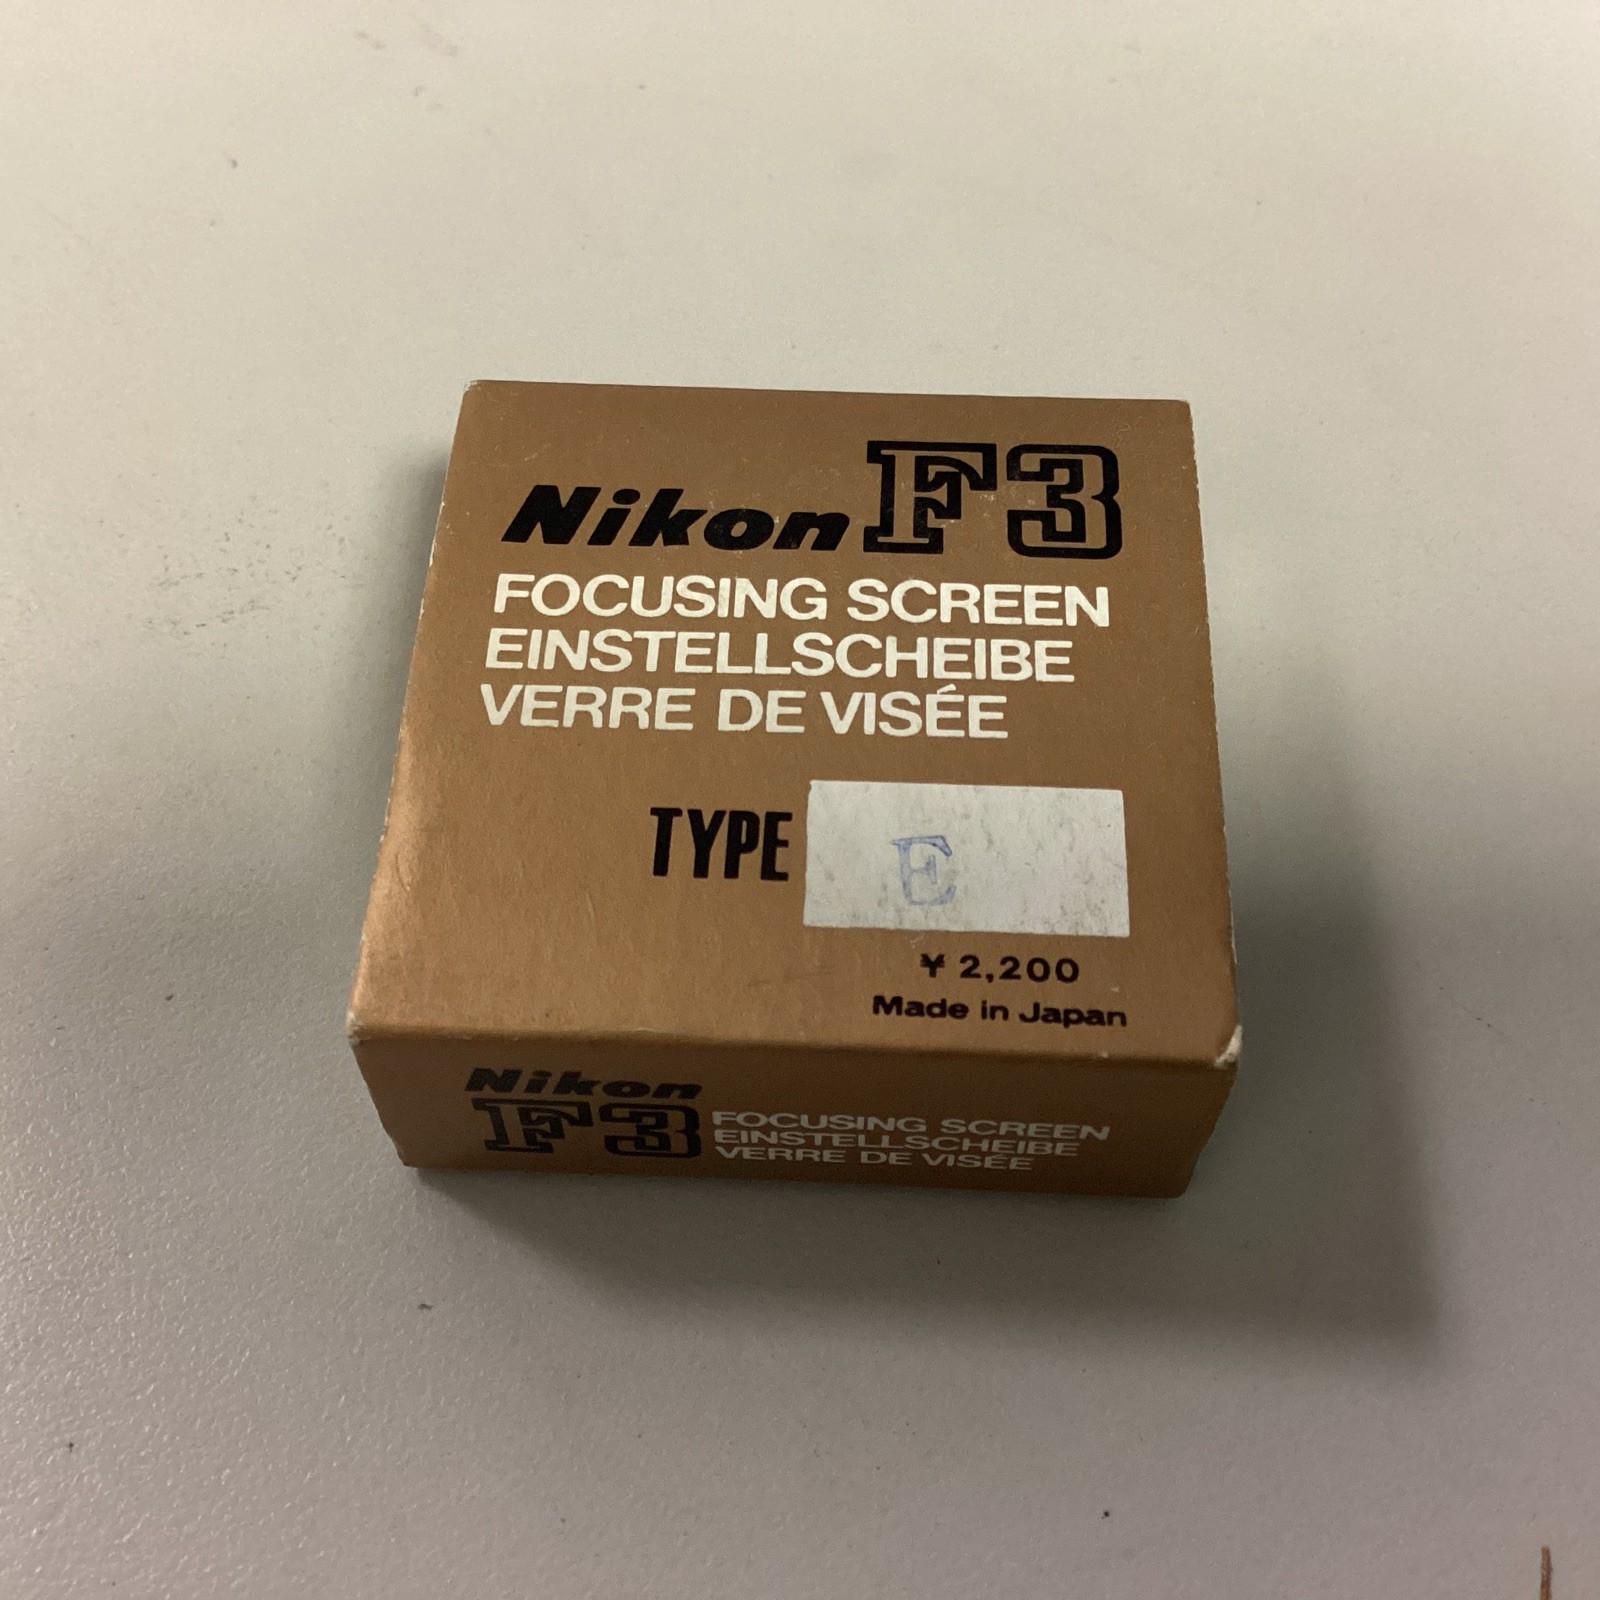 Nikon F3
FOCUSING SCREEN
EINSTELLSCHEIBE
VERRE DE VISÉE
TYPE E
¥ 2,200
Made in Japan
Nikon
F3
FOCUSING SCREEN
EINSTELLSCHEIBE
VERRE DE VISÉE